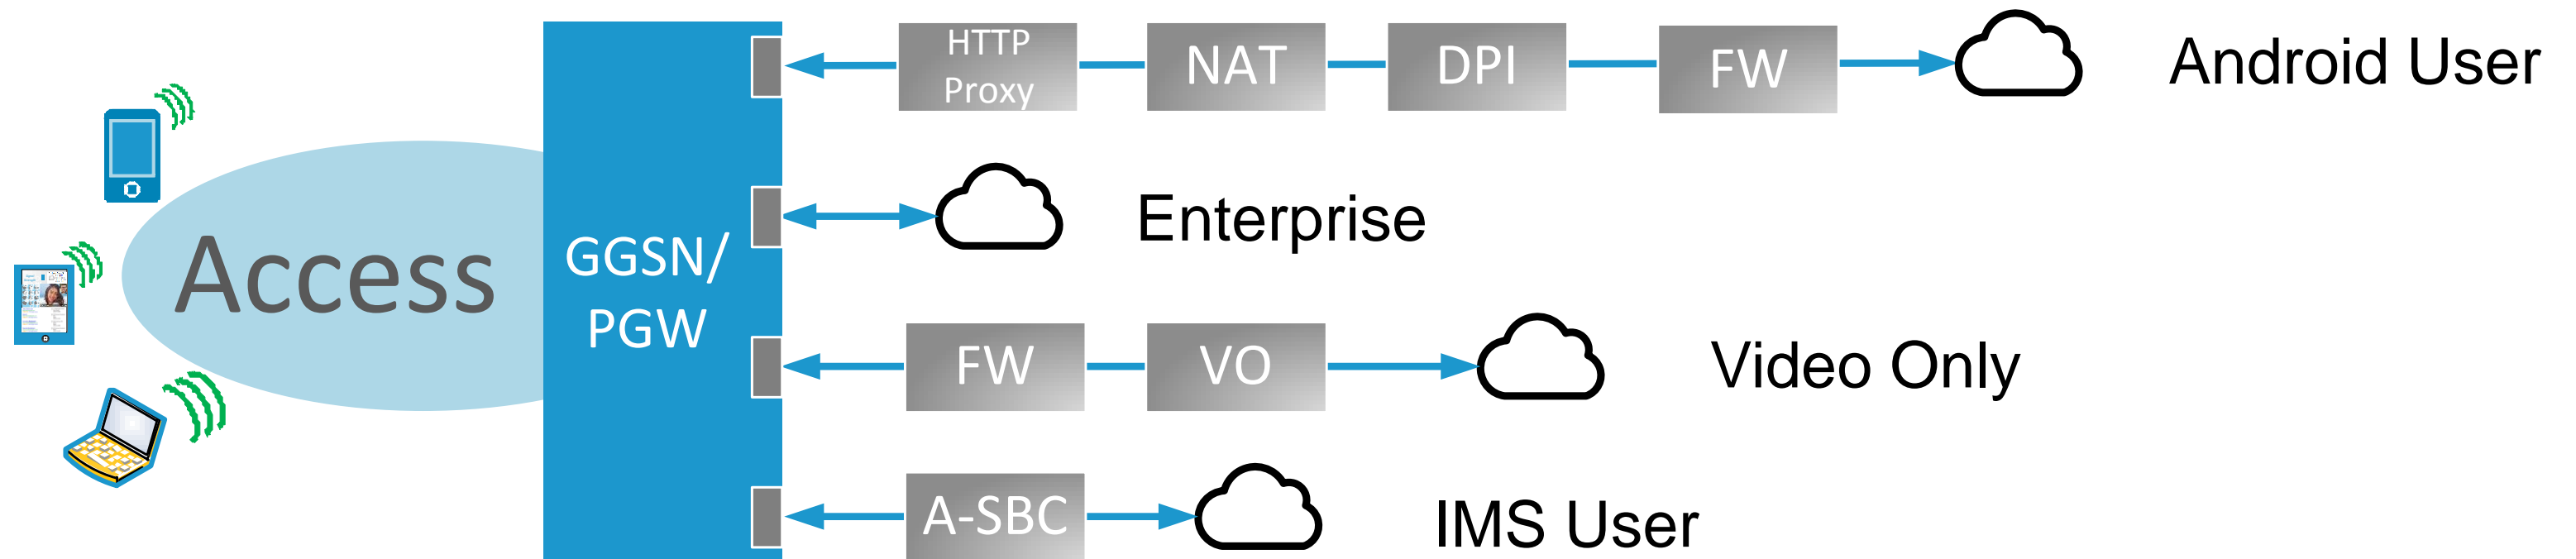 Access
GGSN/
PGW
HTTP
Proxy
NAT
DPI
FW
Android User
Enterprise
FW
VO
Video Only
A-SBC
IMS User